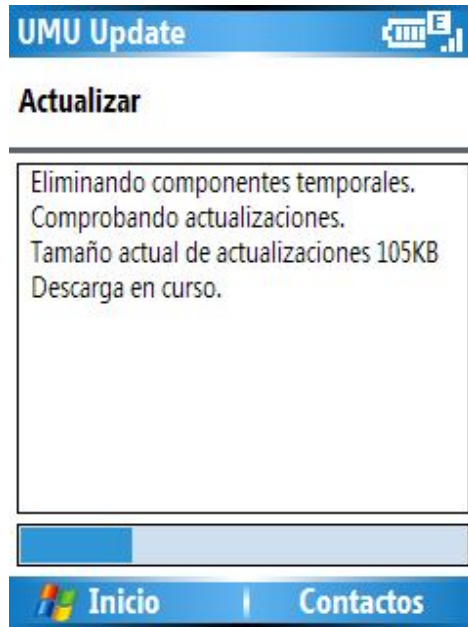 UMU Update
E
Actualizar
Eliminando componentes temporales.
Comprobando actualizaciones.
Tamaño actual de actualizaciones 105KB
Descarga en curso.
Inicio
Contactos